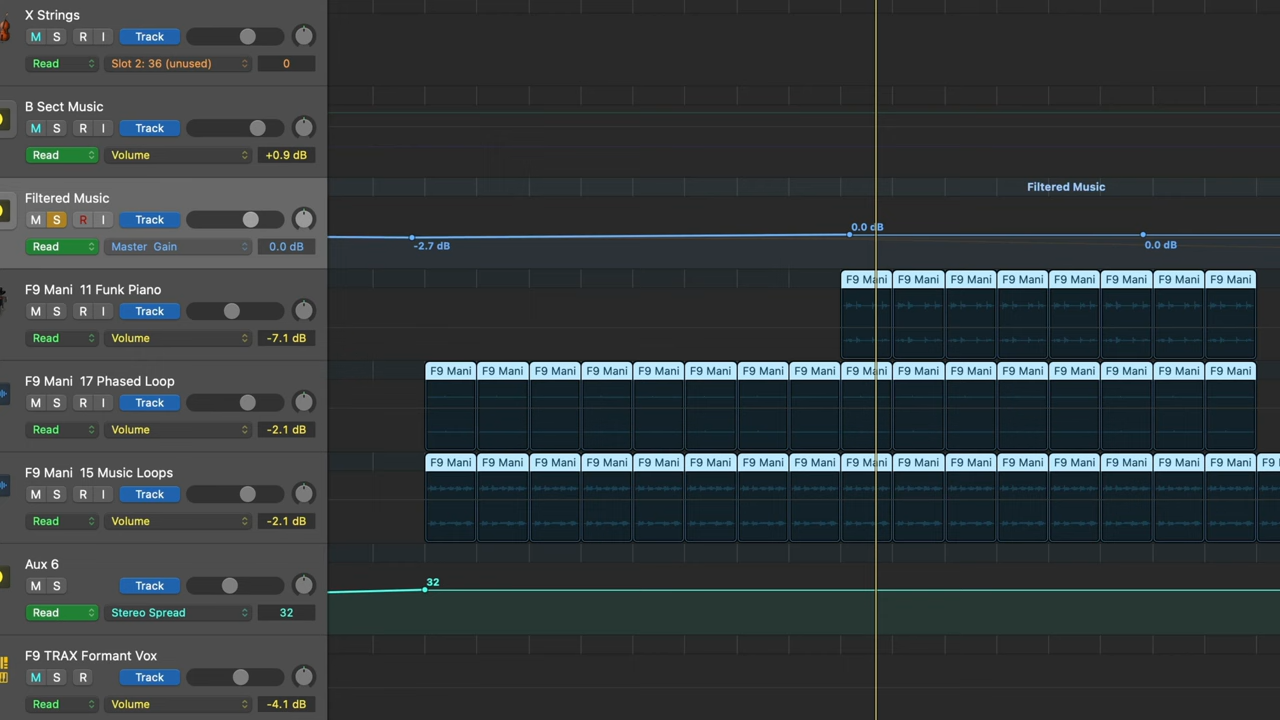 X Strings
M S R I Track
Read Slot 2: 36 (unused) 0
B Sect Music
M S R I Track
Read Volume +0.9 dB
Filtered Music Filtered Music
M S R I Track
Read Master Gain 0.0 dB
-2.7 dB 0.0 dB 0.0 dB
F9 Mani 11 Funk Piano
M S R I Track
Read Volume -7.1 dB
F9 Mani F9 Mani F9 Mani F9 Mani F9 Mani F9 Mani F9 Mani F9 Mani
F9 Mani 17 Phased Loop
M S R I Track
Read Volume -2.1 dB
F9 Mani F9 Mani F9 Mani F9 Mani F9 Mani F9 Mani F9 Mani F9 Mani F9 Mani F9 Mani F9 Mani F9 Mani F9 Mani F9 Mani F9 Mani F9 Mani
F9 Mani 15 Music Loops
M S R I Track
Read Volume -2.1 dB
F9 Mani F9 Mani F9 Mani F9 Mani F9 Mani F9 Mani F9 Mani F9 Mani F9 Mani F9 Mani F9 Mani F9 Mani F9 Mani F9 Mani F9 Mani F9 Mani F9
Aux 6
M S Track
Read Stereo Spread 32
32
F9 TRAX Formant Vox
M S R Track
Read Volume -4.1 dB